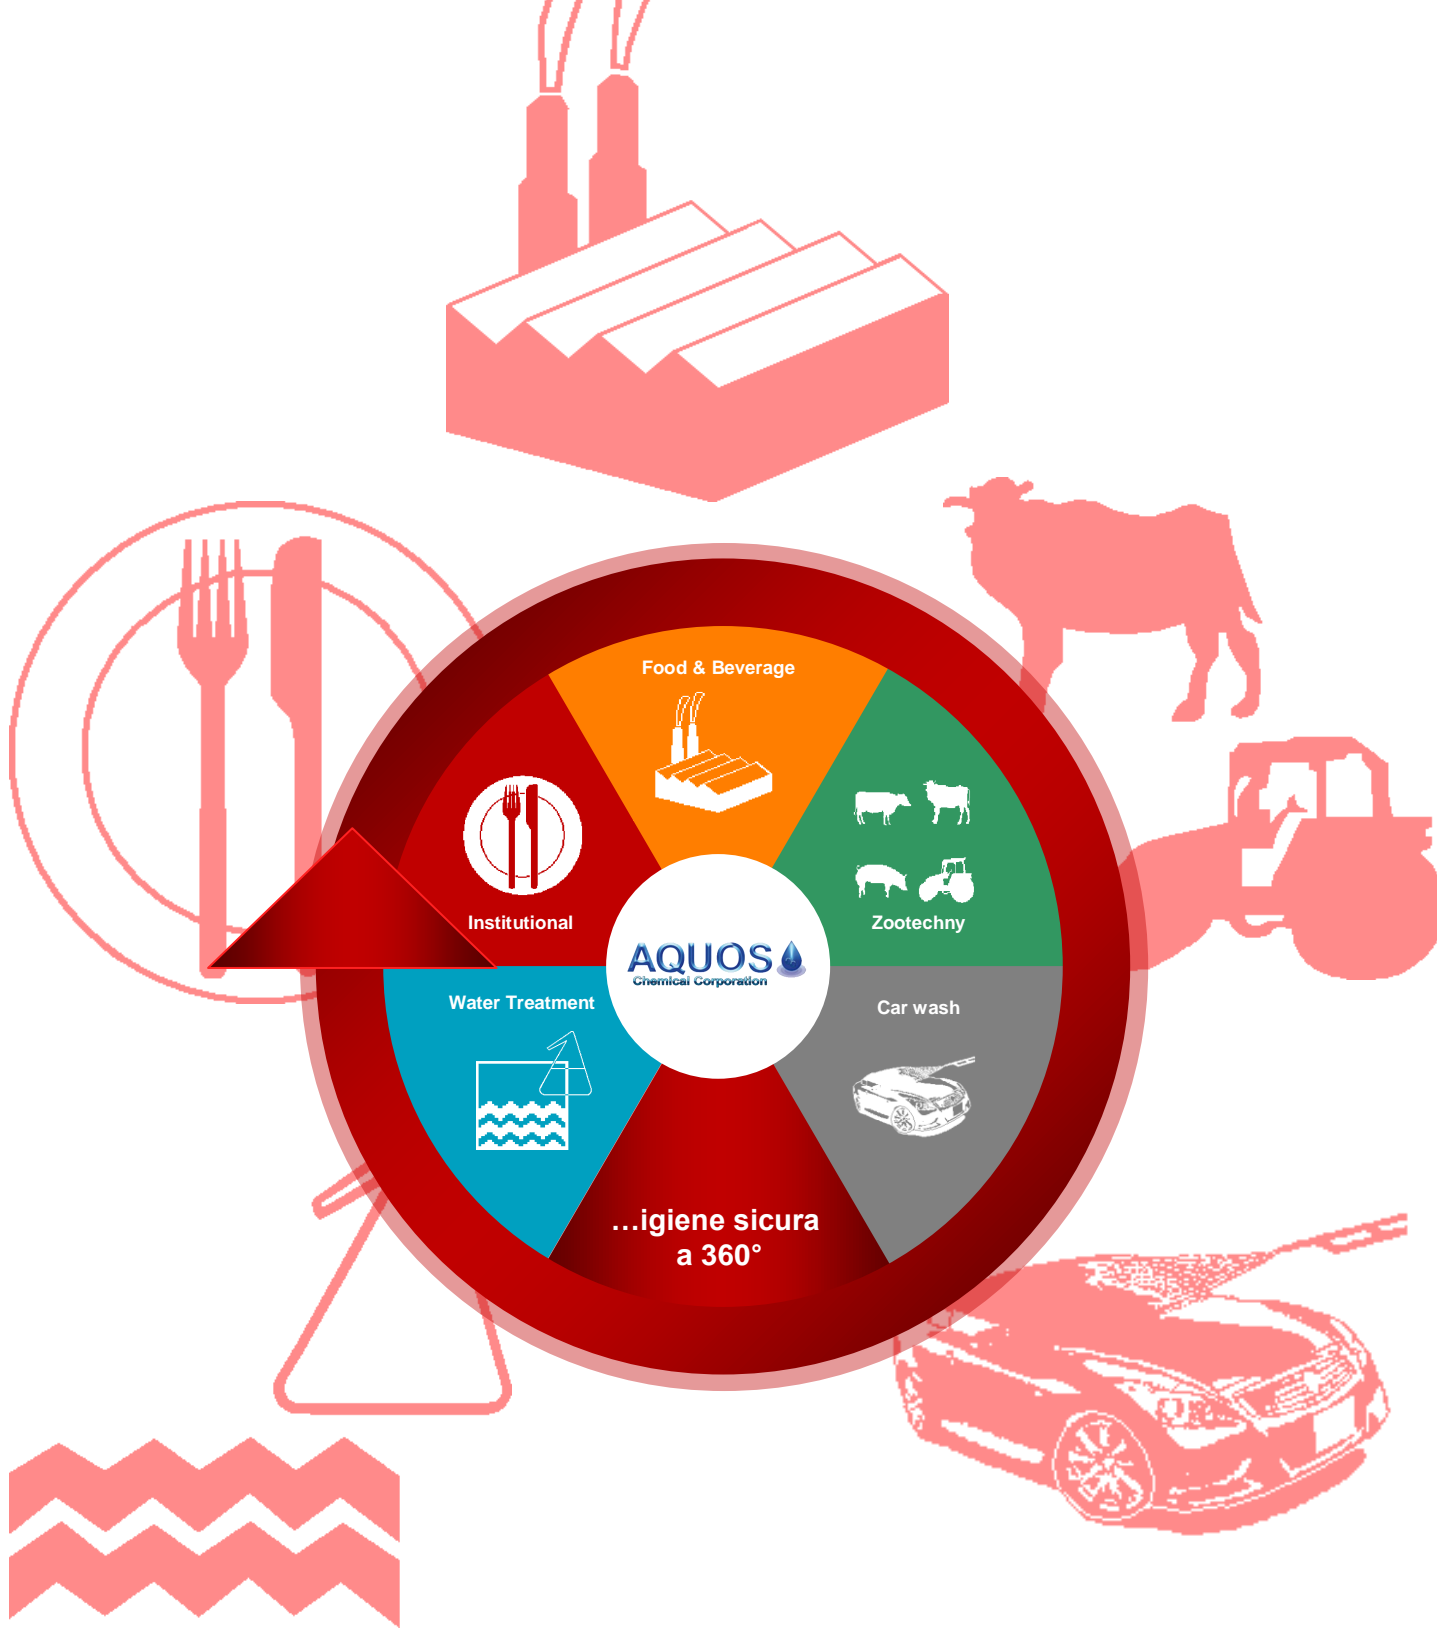 Food & Beverage
Institutional
Zootechny
AQUOS
Chemical Corporation
Water Treatment
Car wash
…igiene sicura
a 360°